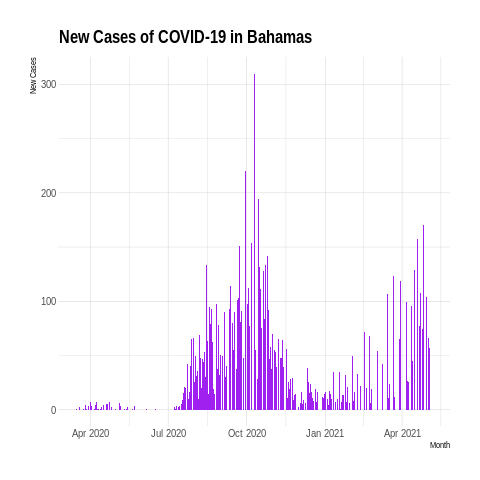 New Cases of COVID-19 in Bahamas
New Cases
300
200
100
0
Apr 2020 Jul 2020 Oct 2020 Jan 2021 Apr 2021
Month